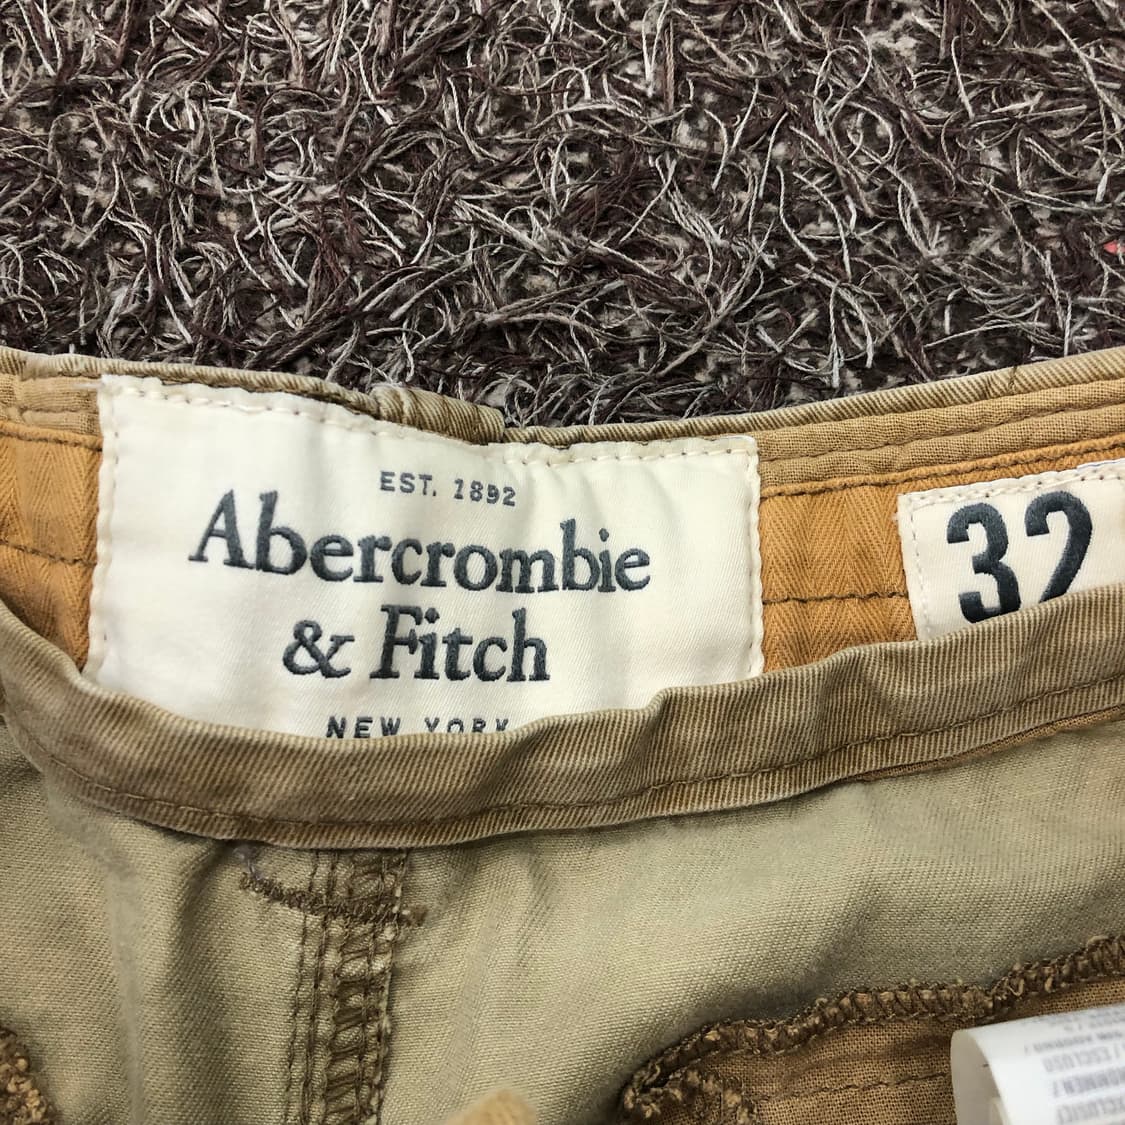 EST. 1892
Abercrombie
& Fitch
NEW YORK
32